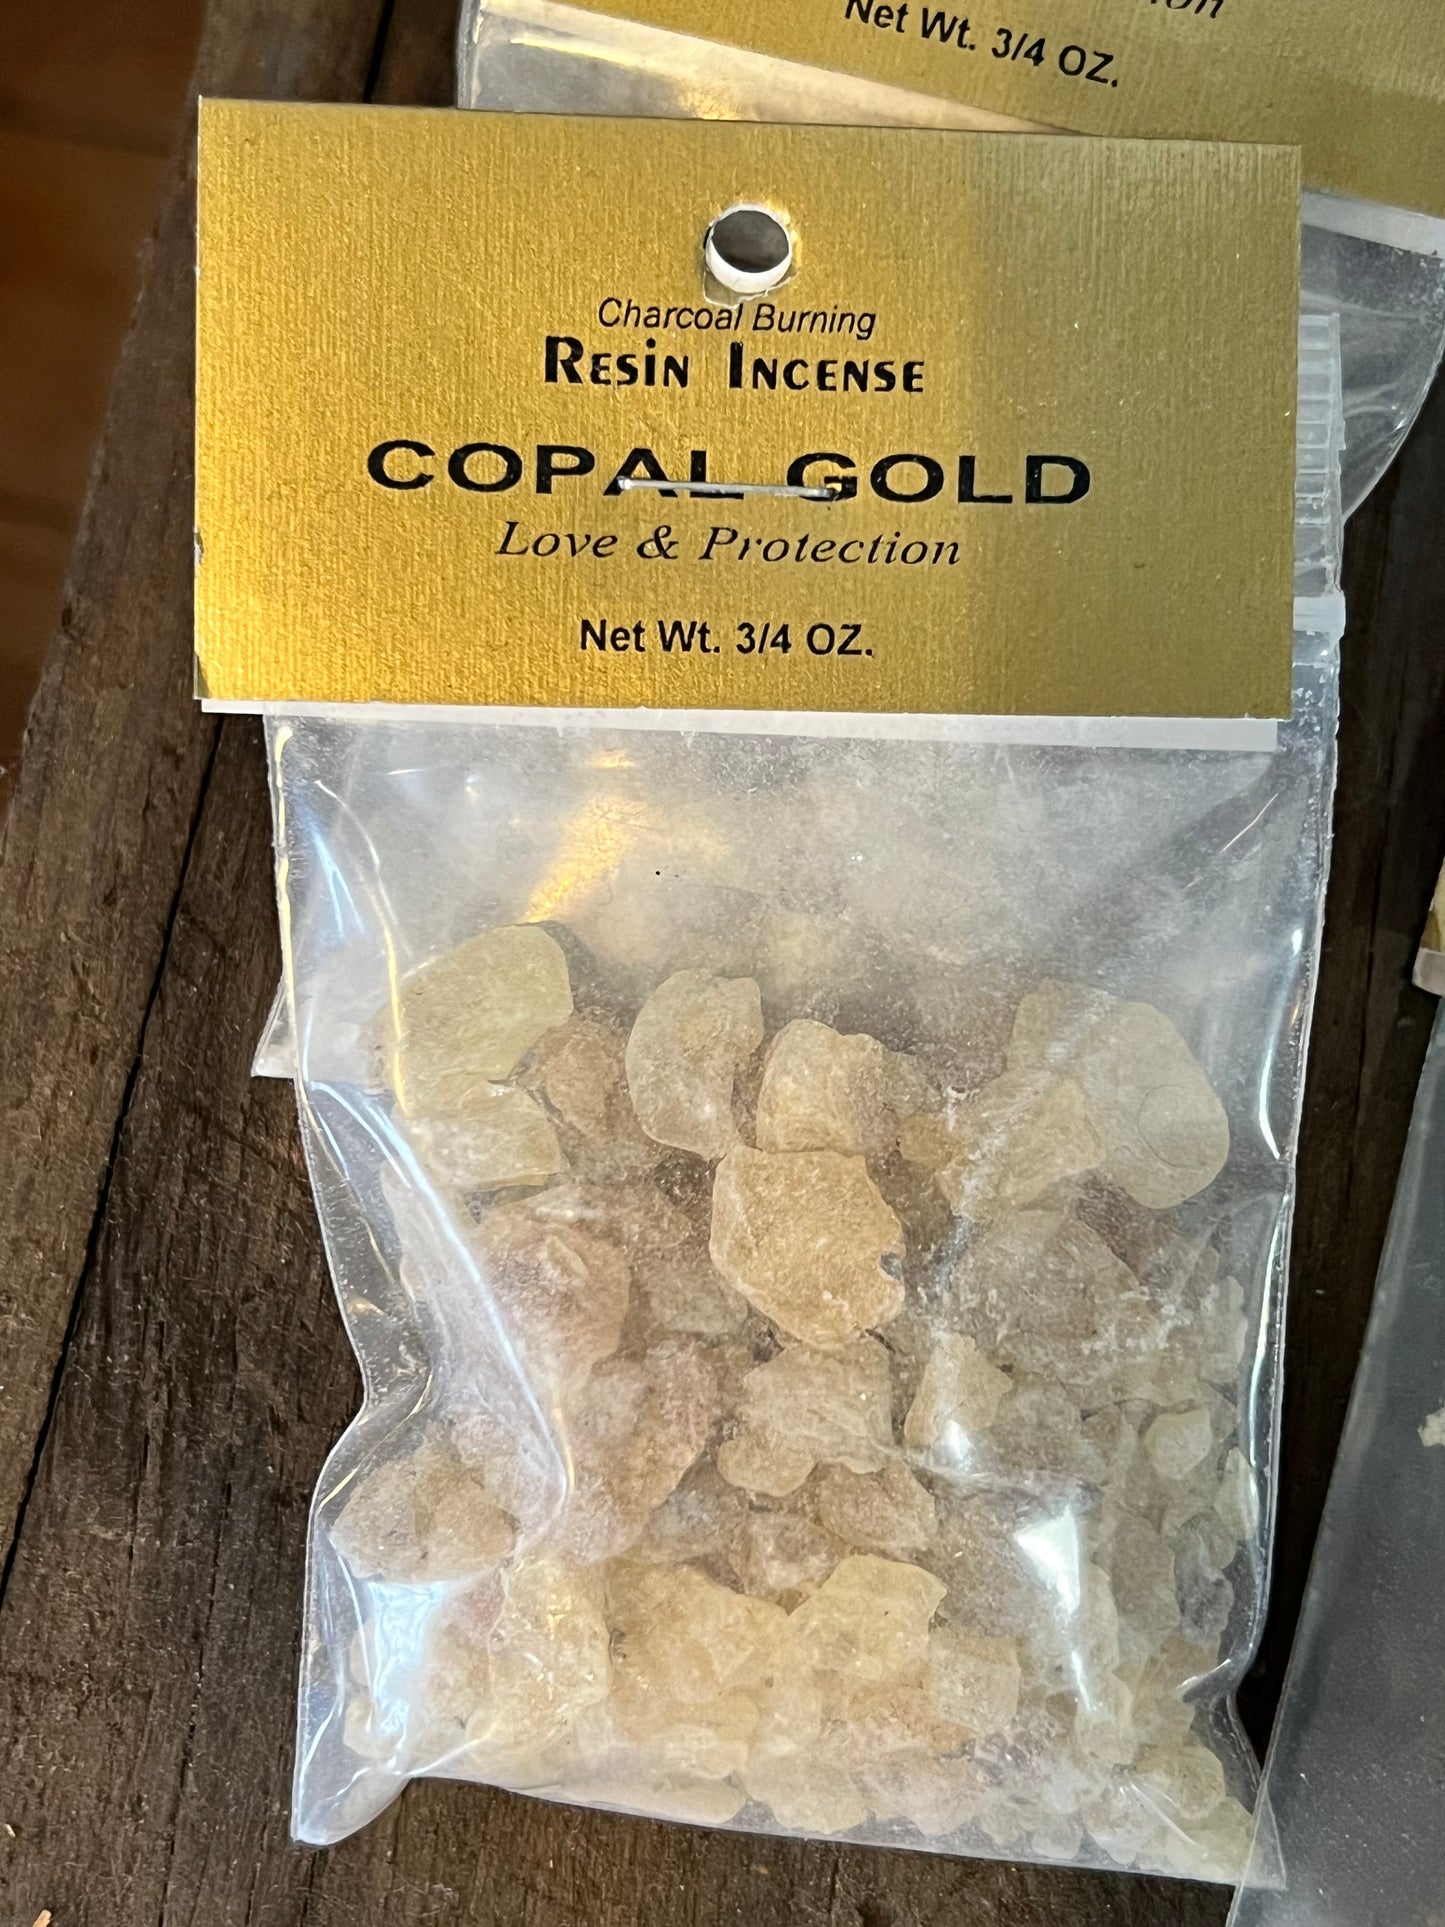 Net Wt. 3/4 OZ.
Charcoal Burning
Resin Incense
COPAL GOLD
Love & Protection
Net Wt. 3/4 OZ.